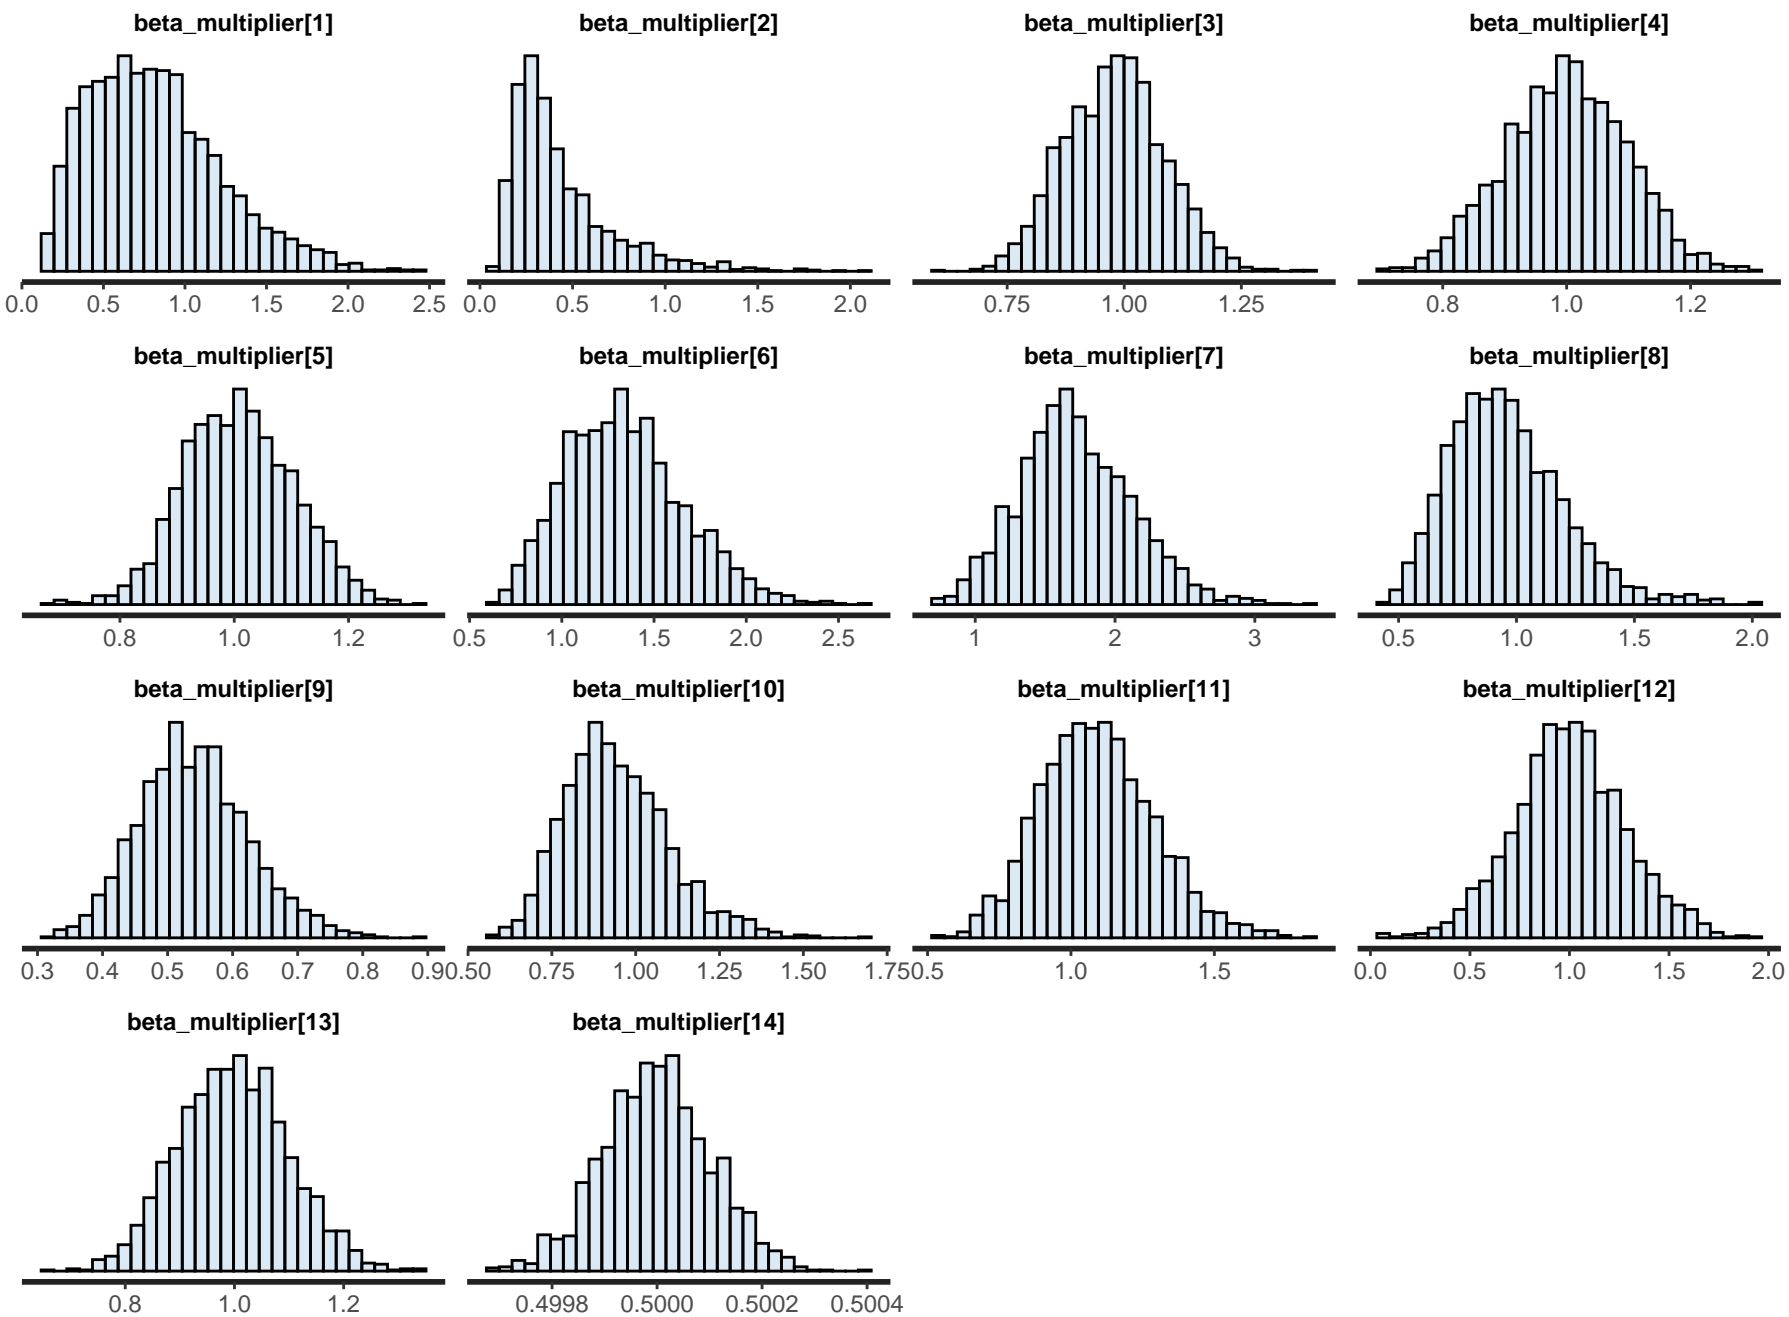 beta_multiplier[1] beta_multiplier[2] beta_multiplier[3] beta_multiplier[4]
0.0 0.5 1.0 1.5 2.0 2.5 0.0 0.5 1.0 1.5 2.0 0.75 1.00 1.25 0.8 1.0 1.2
beta_multiplier[5] beta_multiplier[6] beta_multiplier[7] beta_multiplier[8]
0.8 1.0 1.2 0.5 1.0 1.5 2.0 2.5 1 2 3 0.5 1.0 1.5 2.0
beta_multiplier[9] beta_multiplier[10] beta_multiplier[11] beta_multiplier[12]
0.3 0.4 0.5 0.6 0.7 0.8 0.9 0.50 0.75 1.00 1.25 1.50 1.75 0.5 1.0 1.5 0.0 0.5 1.0 1.5 2.0
beta_multiplier[13] beta_multiplier[14]
0.8 1.0 1.2 0.4998 0.5000 0.5002 0.5004